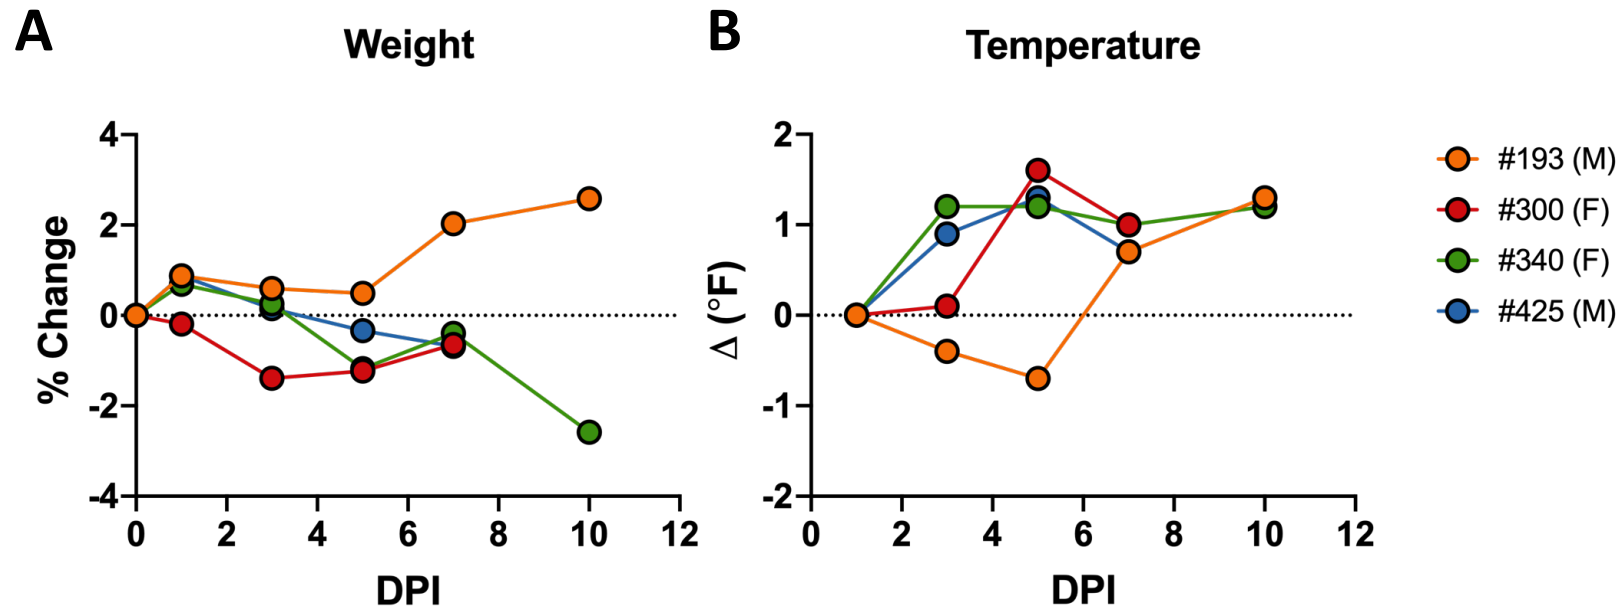 A
Weight
% Change
4
2
0
-2
-4
0 2 4 6 8 10 12
DPI
B
Temperature
Δ (°F)
2
1
0
-1
-2
0 2 4 6 8 10 12
DPI
#193 (M)
#300 (F)
#340 (F)
#425 (M)